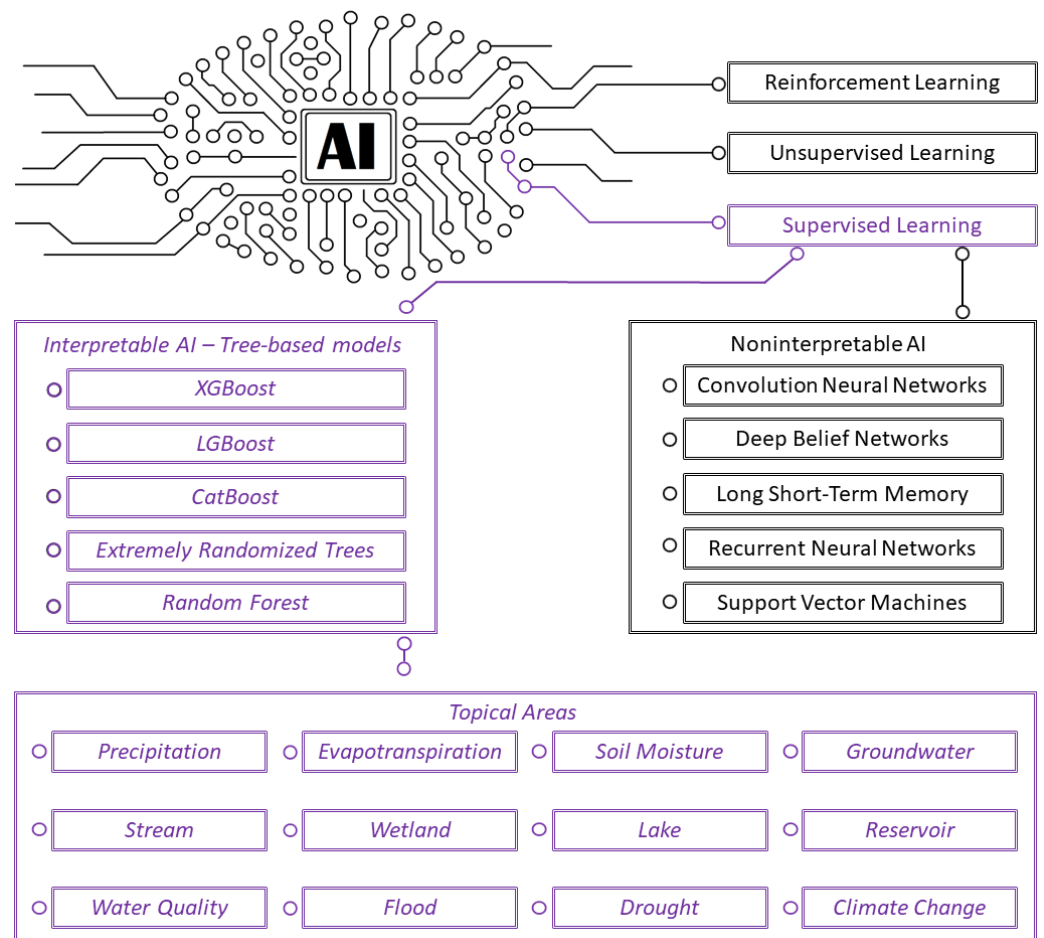 AI
Reinforcement Learning
Unsupervised Learning
Supervised Learning
Interpretable AI – Tree-based models
XGBoost
LGBoost
CatBoost
Extremely Randomized Trees
Random Forest
Noninterpretable AI
Convolution Neural Networks
Deep Belief Networks
Long Short-Term Memory
Recurrent Neural Networks
Support Vector Machines
Topical Areas
Precipitation
Evapotranspiration
Soil Moisture
Groundwater
Stream
Wetland
Lake
Reservoir
Water Quality
Flood
Drought
Climate Change